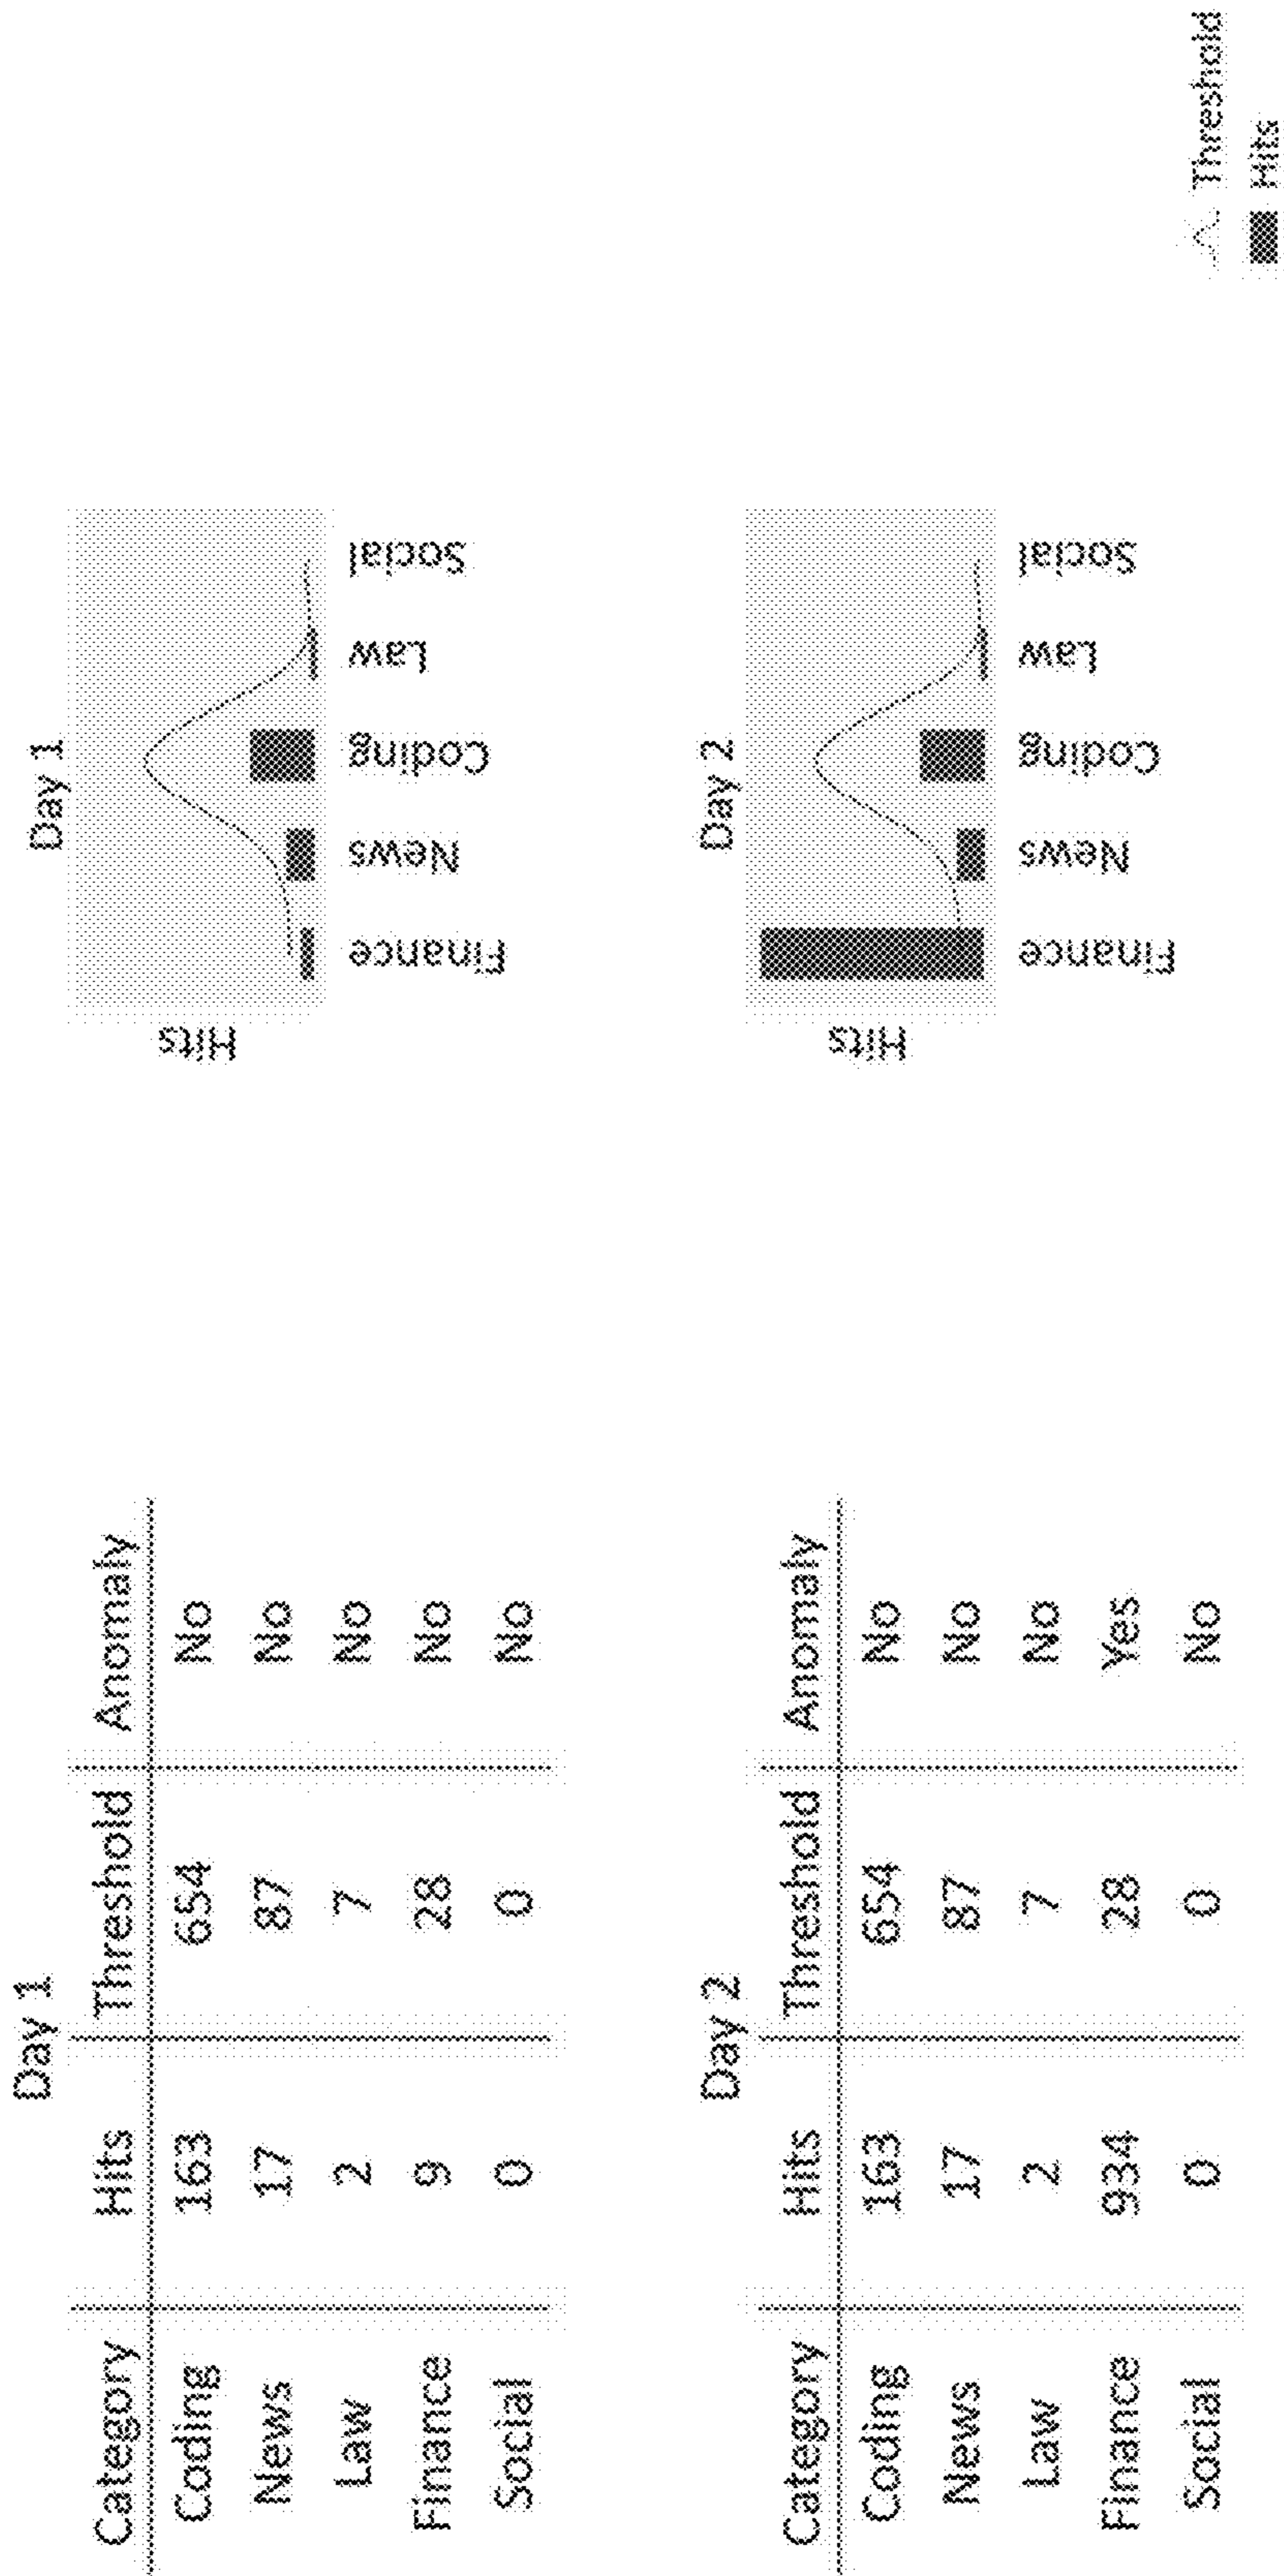 Day 1
Category Hits Threshold Anomaly
Coding 163 654 No
News 17 87 No
Law 2 7 No
Finance 9 28 No
Social 0 0 No
Day 2
Category Hits Threshold Anomaly
Coding 163 654 No
News 17 87 No
Law 2 7 No
Finance 934 28 Yes
Social 0 0 No
Day 1
Hits
Finance News Coding Law Social
Day 2
Hits
Finance News Coding Law Social
Threshold
Hits